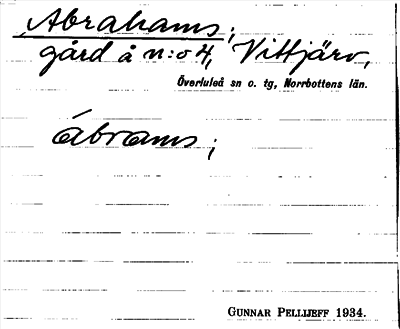 Abrahams;
gård å n:o 4, Vittjärv,
Överluleå sn o. tg, Norrbottens län.
ábrams;
GUNNAR PELLIJEFF 1934.